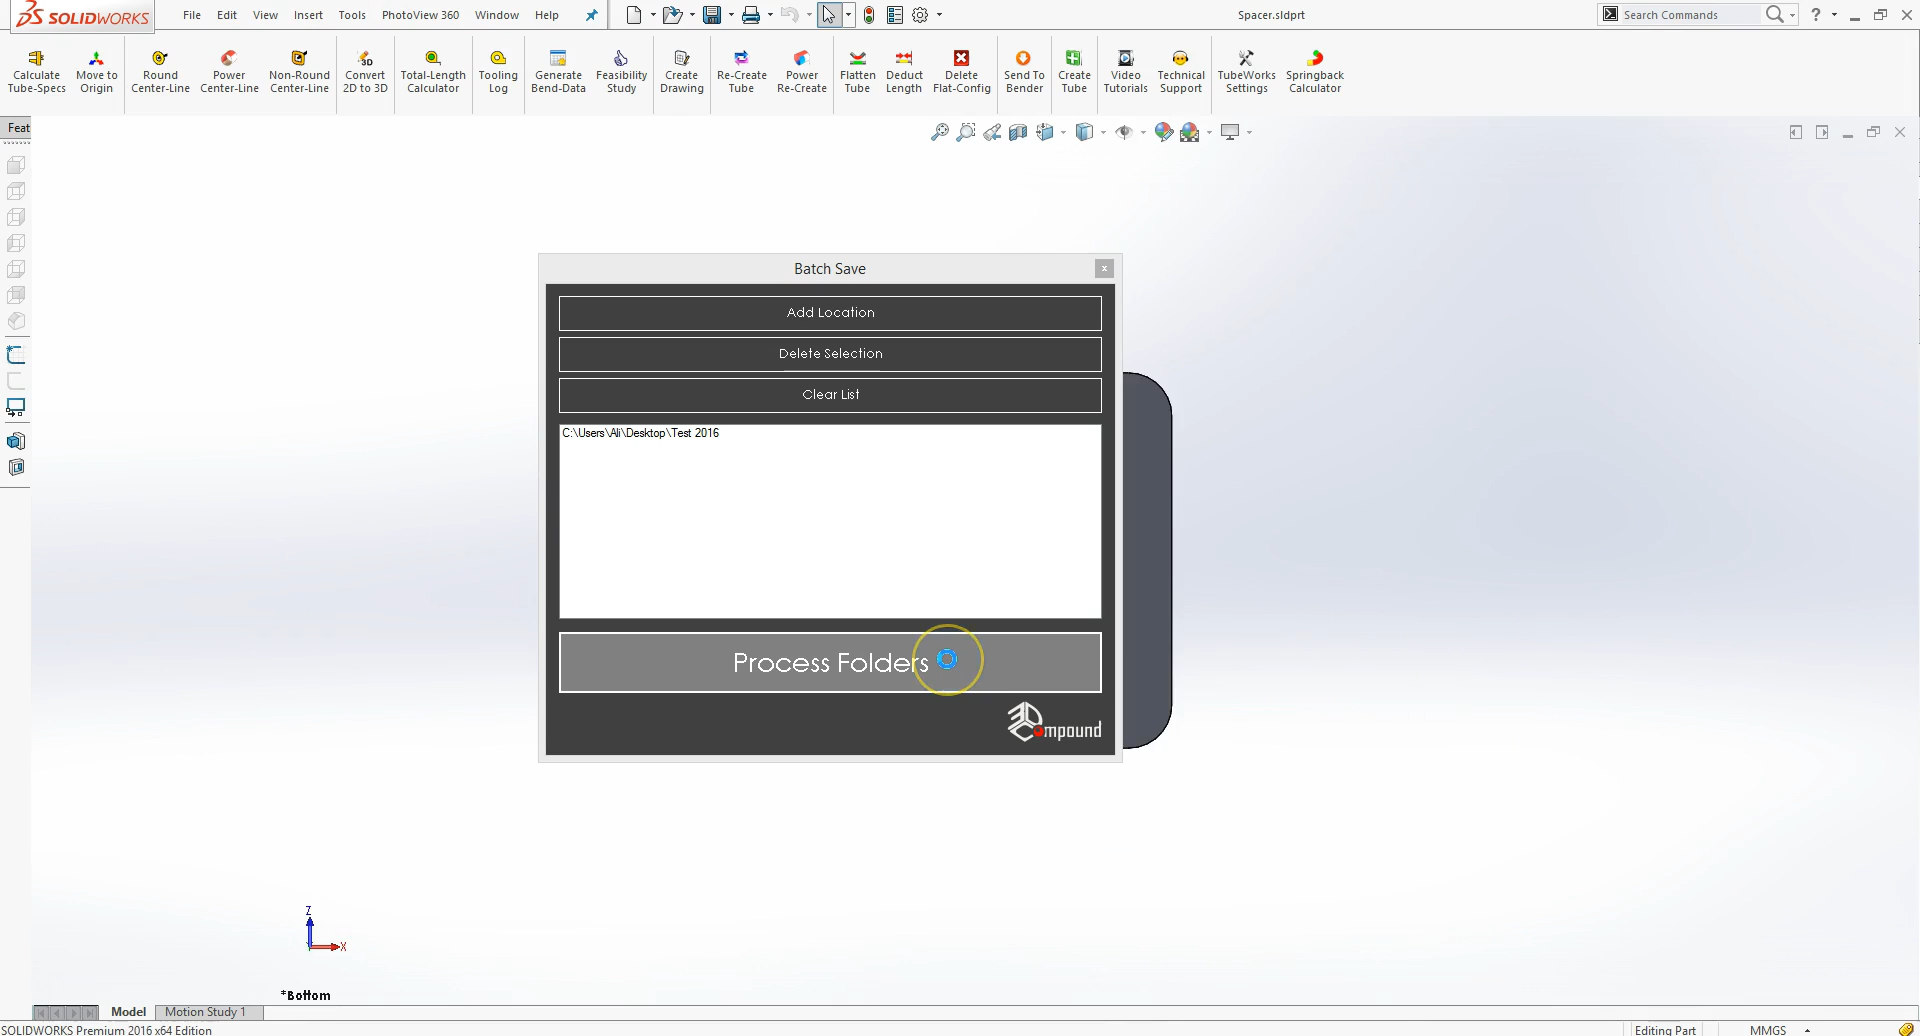 SOLIDWORKS File Edit View Insert Tools PhotoView 360 Window Help Spacer.sldprt Search Commands ?
Calculate Tube-Specs
Move to Origin
Round Center-Line
Power Center-Line
Non-Round Center-Line
3D
Convert 2D to 3D
Total-Length Calculator
Tooling Log
Generate Bend-Data
Feasibility Study
Create Drawing
Re-Create Tube
Power Re-Create
Flatten Tube
Deduct Length
Delete Flat-Config
Send To Bender
Create Tube
Video Tutorials
Technical Support
TubeWorks Settings
Springback Calculator
Feat
Batch Save x
Add Location
Delete Selection
Clear List
C:\Users\Ali\Desktop\Test 2016
Process Folders
3DCompound
Z
X
*Bottom
Model Motion Study 1
SOLIDWORKS Premium 2016 x64 Edition Editing Part MMGS